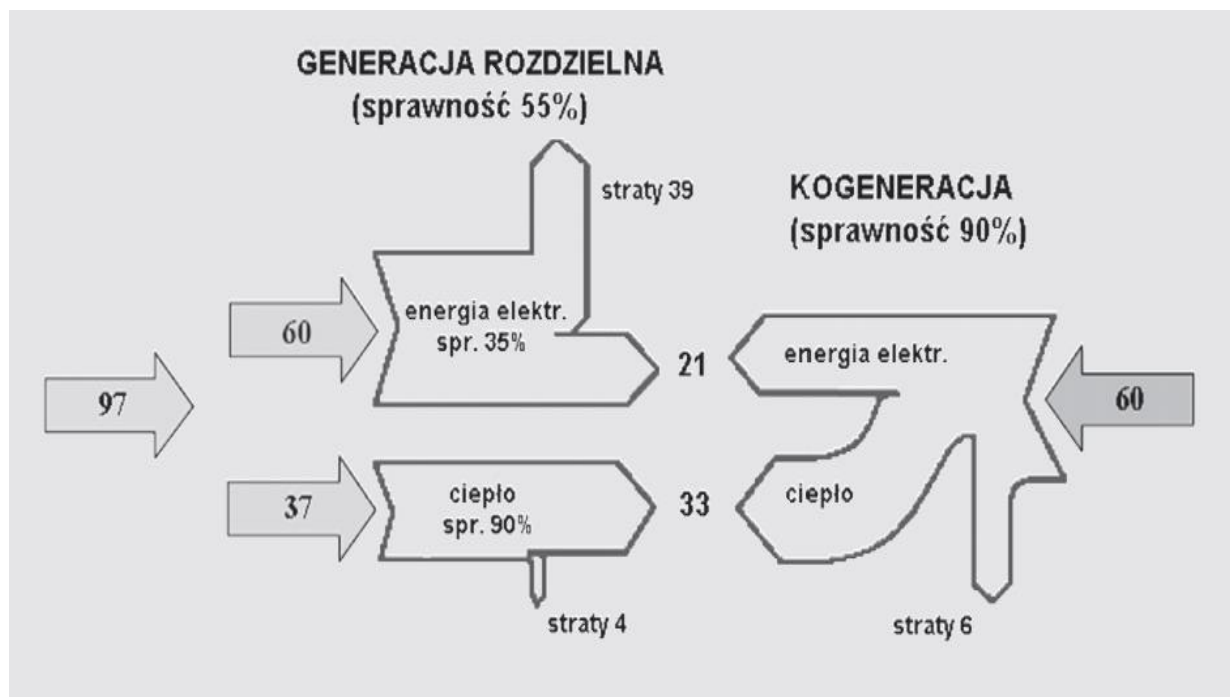 GENERACJA ROZDZIELNA
(sprawność 55%)
straty 39
KOGENERACJA
(sprawność 90%)
97
60
energia elektr.
spr. 35%
21
energia elektr.
60
37
ciepło
spr. 90%
33
ciepło
straty 4
straty 6